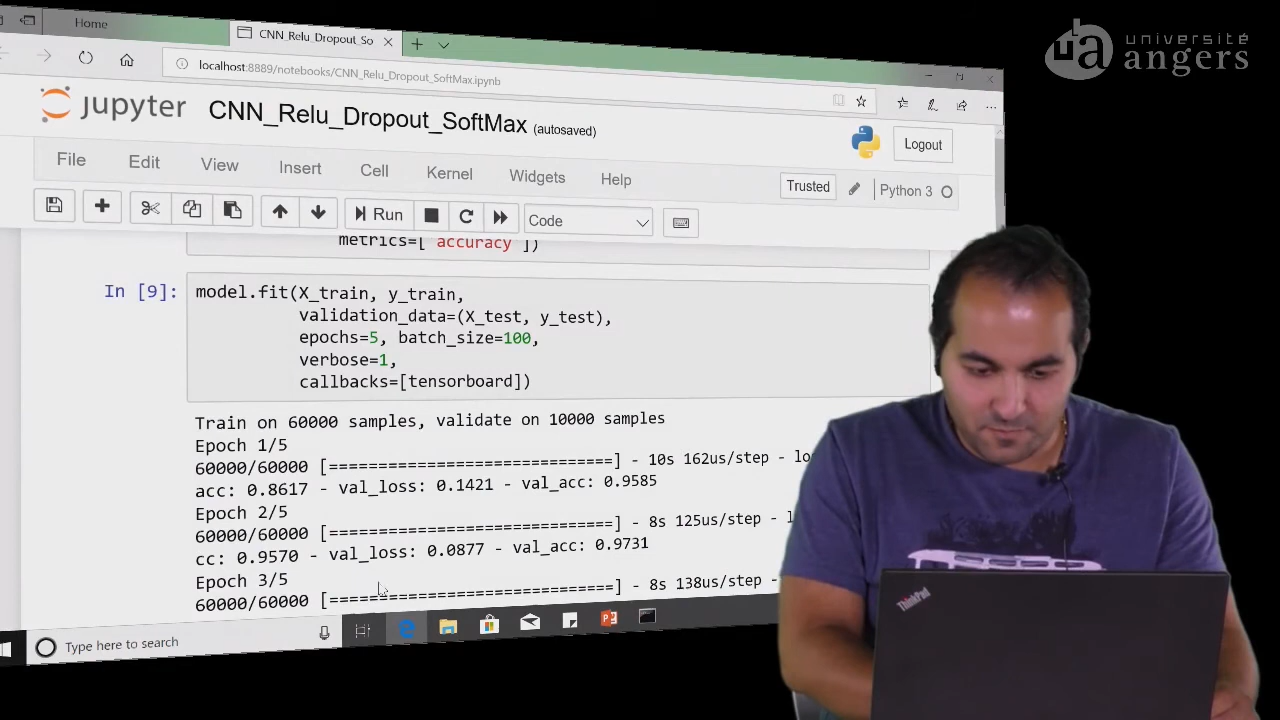 Home
CNN_Relu_Dropout_So
université
angers
localhost:8889/notebooks/CNN_Relu_Dropout_SoftMax.ipynb
jupyter CNN_Relu_Dropout_SoftMax (autosaved)
Logout
File Edit View Insert Cell Kernel Widgets Help
Trusted
Python 3
Run
Code
metrics=['accuracy'])
In [9]: model.fit(X_train, y_train,
validation_data=(X_test, y_test),
epochs=5, batch_size=100,
verbose=1,
callbacks=[tensorboard])
Train on 60000 samples, validate on 10000 samples
Epoch 1/5
60000/60000 [==============================] - 10s 162us/step - lo
acc: 0.8617 - val_loss: 0.1421 - val_acc: 0.9585
Epoch 2/5
60000/60000 [==============================] - 8s 125us/step - l
cc: 0.9570 - val_loss: 0.0877 - val_acc: 0.9731
Epoch 3/5
60000/60000 [==============================] - 8s 138us/step -
Type here to search
ThinkPad